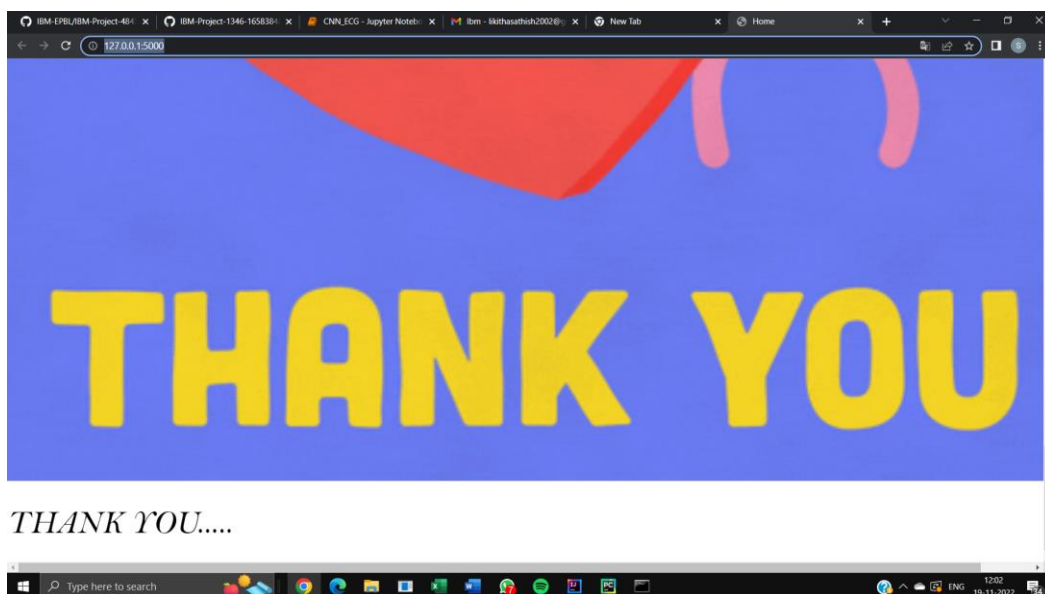 IBM-EPBL/IBM-Project-484
IBM-Project-1346-1658384
CNN_ECG - Jupyter Notebo
Ibm - likithasathish2002@g
New Tab
Home
127.0.0.1:5000
S
THANK YOU
THANK YOU.....
Type here to search
ENG
12:02
19-11-2022